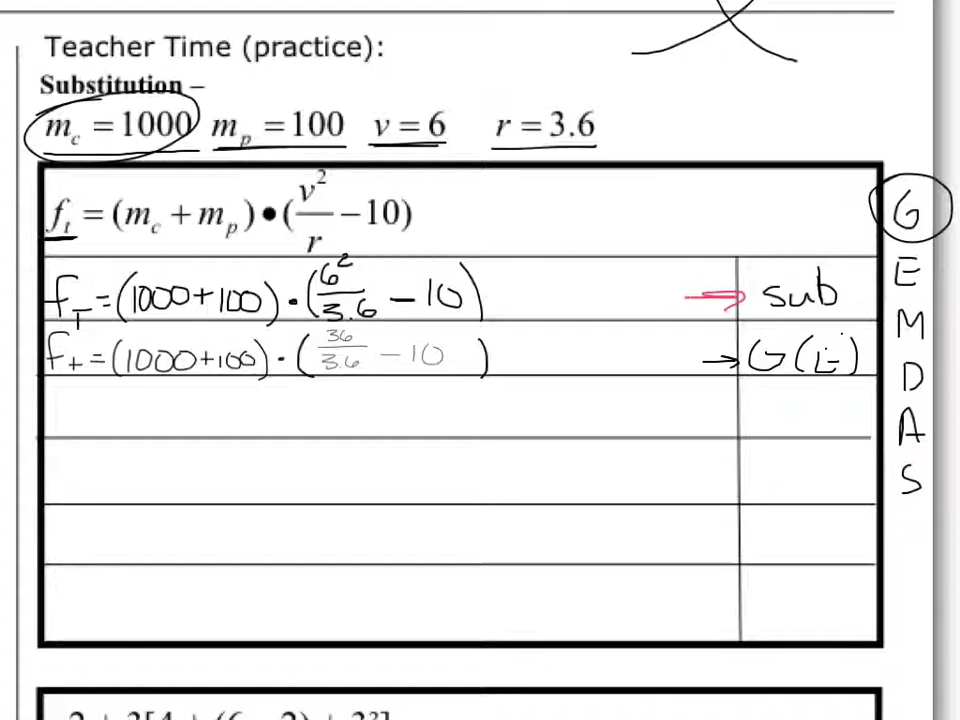 Teacher Time (practice):
Substitution –
m_c = 1000 m_p = 100 v = 6 r = 3.6
f_t = (m_c + m_p) • (v²/r − 10)
f_T = (1000+100) · (6²/3.6 − 10) → sub
f_t = (1000+100) · (36/3.6 − 10) → G(E)
G
E
M
D
A
S